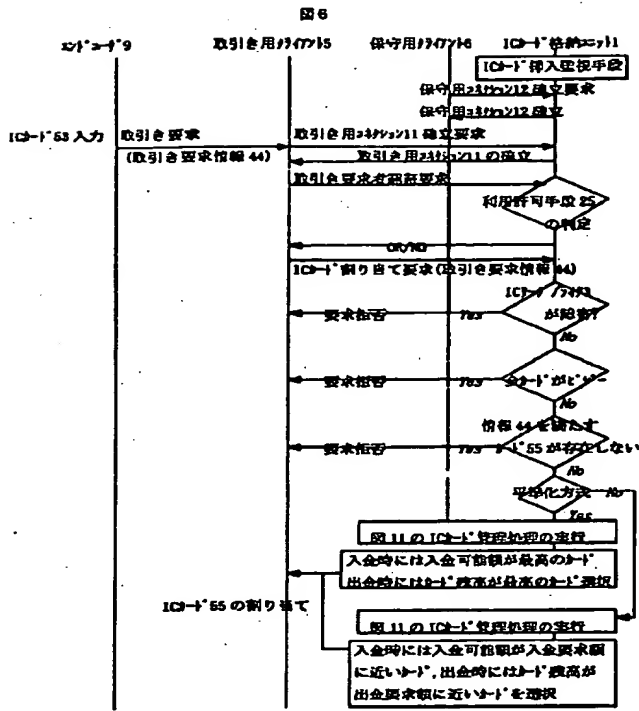 図6
エンドユーザ9
取引き用クライアント5
保守用クライアント6
ICカード格納ユニット1
ICカード挿入監視手段
保守用コネクション12確立要求
保守用コネクション12確立
ICカード53入力
取引き要求
取引き用コネクション11確立要求
(取引き要求情報44)
取引き用コネクション11の確立
取引き要求者認証要求
利用許可手段25
の判定
OK/NG
ICカード割り当て要求(取引き要求情報44)
が障害?
要求拒否
Yes
No
要求拒否
Yes
全カードがビジー
No
情報44を満たす
要求拒否
Yes
カード55が存在しない
No
平準化方式
No
Yes
図11のICカード管理処理の実行
入金時には入金可能額が最高のカード,
出金時にはカード残高が最高のカード選択
ICカード55の割り当て
図11のICカード管理処理の実行
入金時には入金可能額が入金要求額
に近いカード,出金時にはカード残高が
出金要求額に近いカードを選択